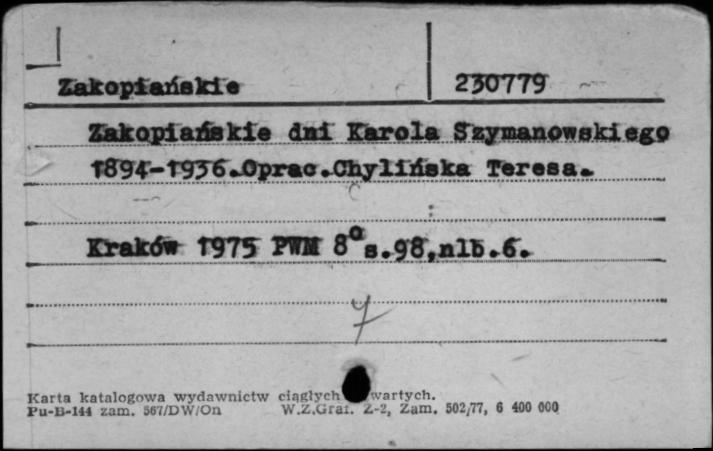 Zakopiańskie 230779
Zakopiańskie dni Karola Szymanowskiego
1894-1936.Oprac.Chylińska Teresa.
Kraków 1975 PWM 8° s.98,nlb.6.
Karta katalogowa wydawnictw ciągłych wartych.
Pu-B-144 zam. 567/DW/On W.Z.Graf. Z-2, Zam. 502/77, 6 400 000